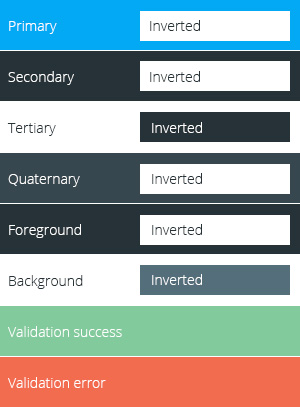 Primary Inverted
Secondary Inverted
Tertiary Inverted
Quaternary Inverted
Foreground Inverted
Background Inverted
Validation success
Validation error